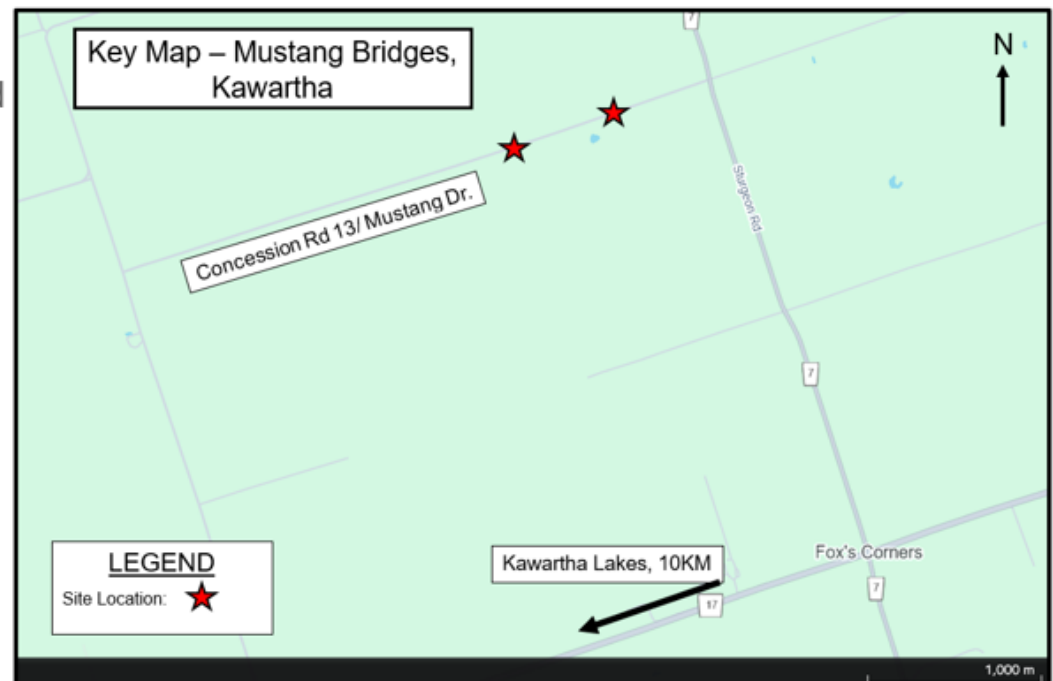 Key Map – Mustang Bridges,
Kawartha
7
N
Sturgeon Rd
Concession Rd 13/ Mustang Dr.
7
LEGEND
Site Location:
Kawartha Lakes, 10KM
Fox's Corners
7
17
1,000 m